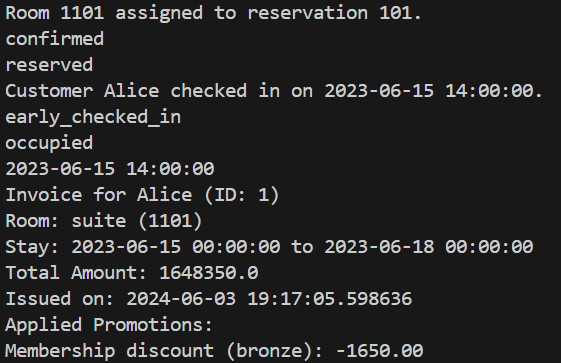 Room 1101 assigned to reservation 101.
confirmed
reserved
Customer Alice checked in on 2023-06-15 14:00:00.
early_checked_in
occupied
2023-06-15 14:00:00
Invoice for Alice (ID: 1)
Room: suite (1101)
Stay: 2023-06-15 00:00:00 to 2023-06-18 00:00:00
Total Amount: 1648350.0
Issued on: 2024-06-03 19:17:05.598636
Applied Promotions:
Membership discount (bronze): -1650.00